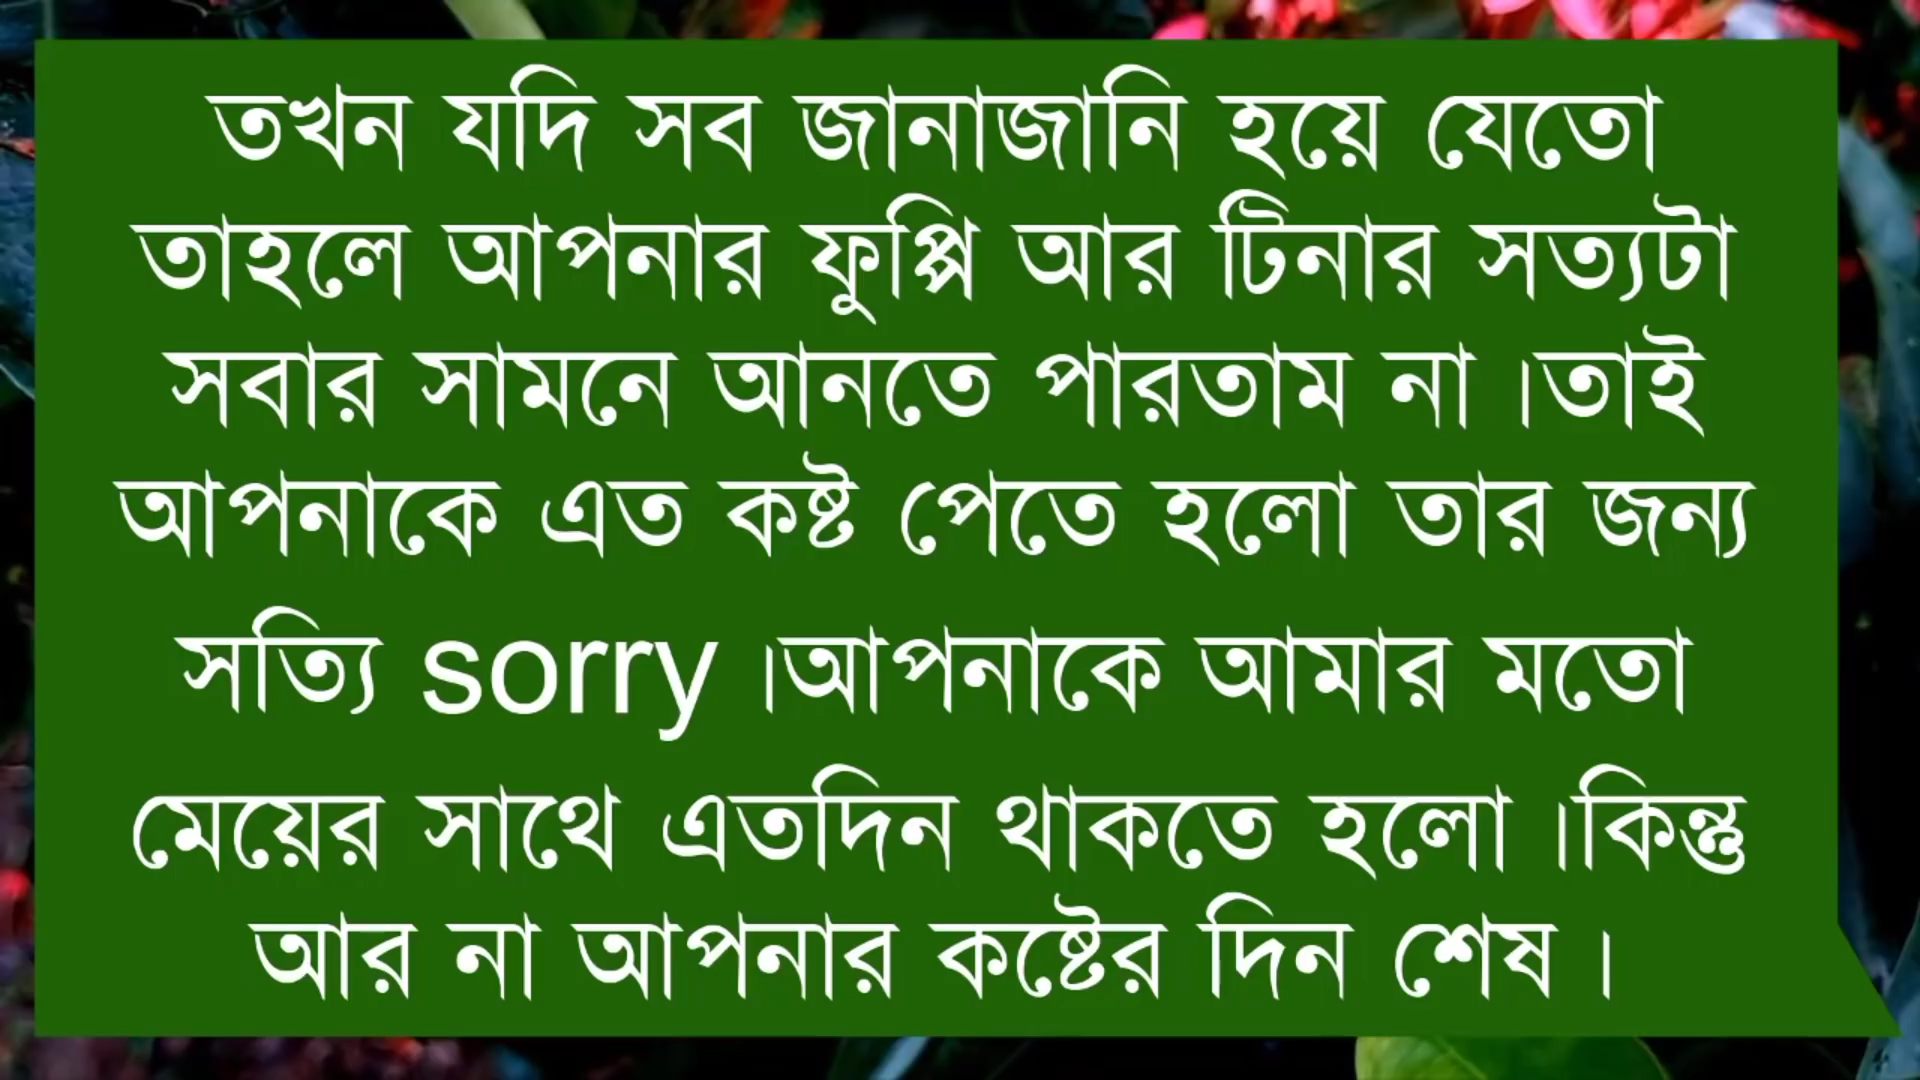 তখন যদি সব জানাজানি হয়ে যেতো
তাহলে আপনার ফুপ্পি আর টিনার সত্যটা
সবার সামনে আনতে পারতাম না ।তাই
আপনাকে এত কষ্ট পেতে হলো তার জন্য
সত্যি sorry ।আপনাকে আমার মতো
মেয়ের সাথে এতদিন থাকতে হলো ।কিন্তু
আর না আপনার কষ্টের দিন শেষ ।